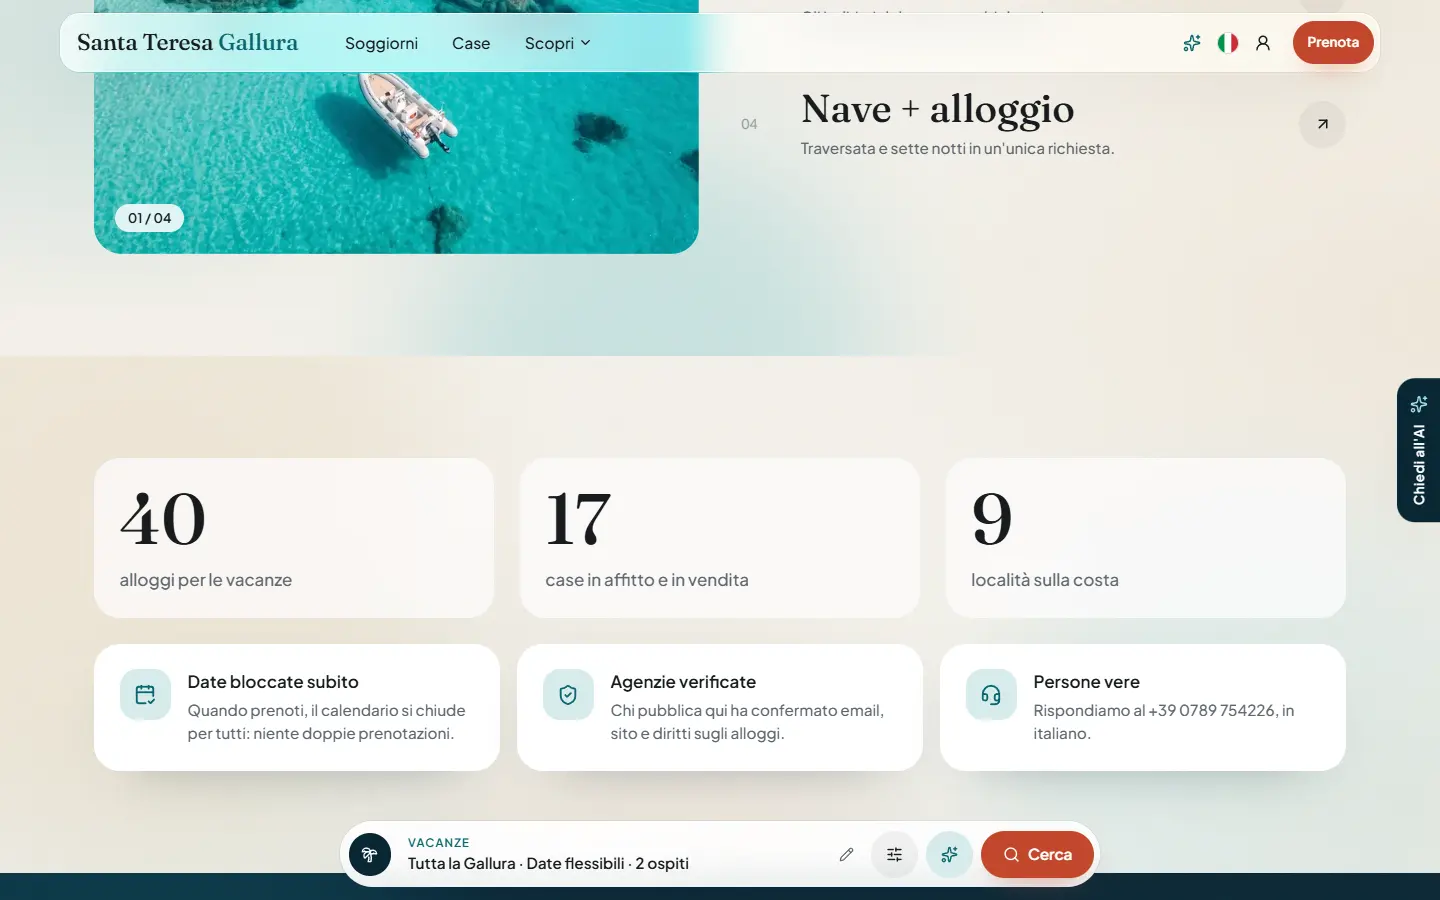 Santa Teresa Gallura
Soggiorni
Case
Scopri
Prenota
04
Nave + alloggio
Traversata e sette notti in un'unica richiesta.
01 / 04
Chiedi all'AI
40
alloggi per le vacanze
17
case in affitto e in vendita
9
località sulla costa
Date bloccate subito
Quando prenoti, il calendario si chiude
per tutti: niente doppie prenotazioni.
Agenzie verificate
Chi pubblica qui ha confermato email,
sito e diritti sugli alloggi.
Persone vere
Rispondiamo al +39 0789 754226, in
italiano.
VACANZE
Tutta la Gallura · Date flessibili · 2 ospiti
Cerca